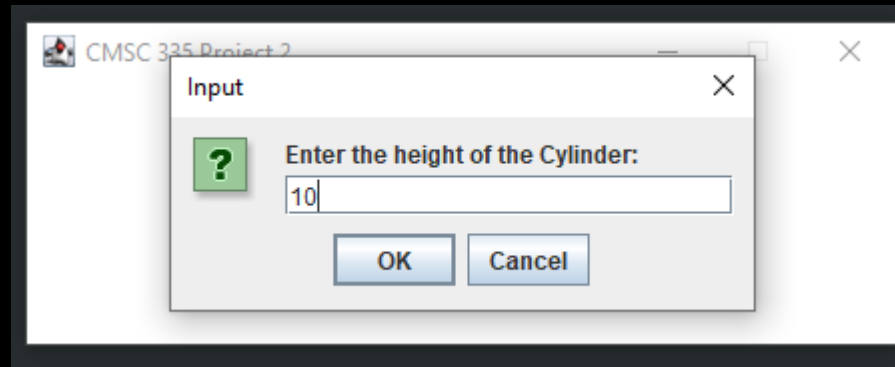 CMSC 335 Project 2
Input
?
Enter the height of the Cylinder:
10
OK Cancel